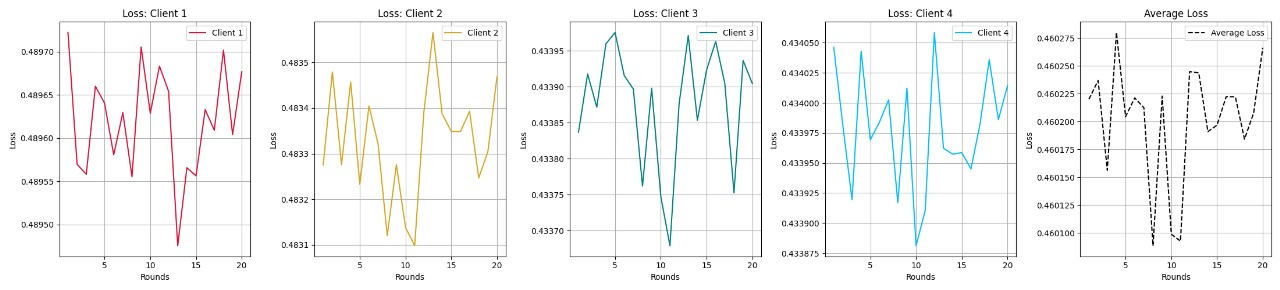 Loss: Client 1
Client 1
Loss
0.48970
0.48965
0.48960
0.48955
0.48950
5 10 15 20
Rounds
Loss: Client 2
Client 2
Loss
0.4835
0.4834
0.4833
0.4832
0.4831
5 10 15 20
Rounds
Loss: Client 3
Client 3
Loss
0.43395
0.43390
0.43385
0.43380
0.43375
0.43370
5 10 15 20
Rounds
Loss: Client 4
Client 4
Loss
0.434050
0.434025
0.434000
0.433975
0.433950
0.433925
0.433900
0.433875
5 10 15 20
Rounds
Average Loss
Average Loss
Loss
0.460275
0.460250
0.460225
0.460200
0.460175
0.460150
0.460125
0.460100
5 10 15 20
Rounds